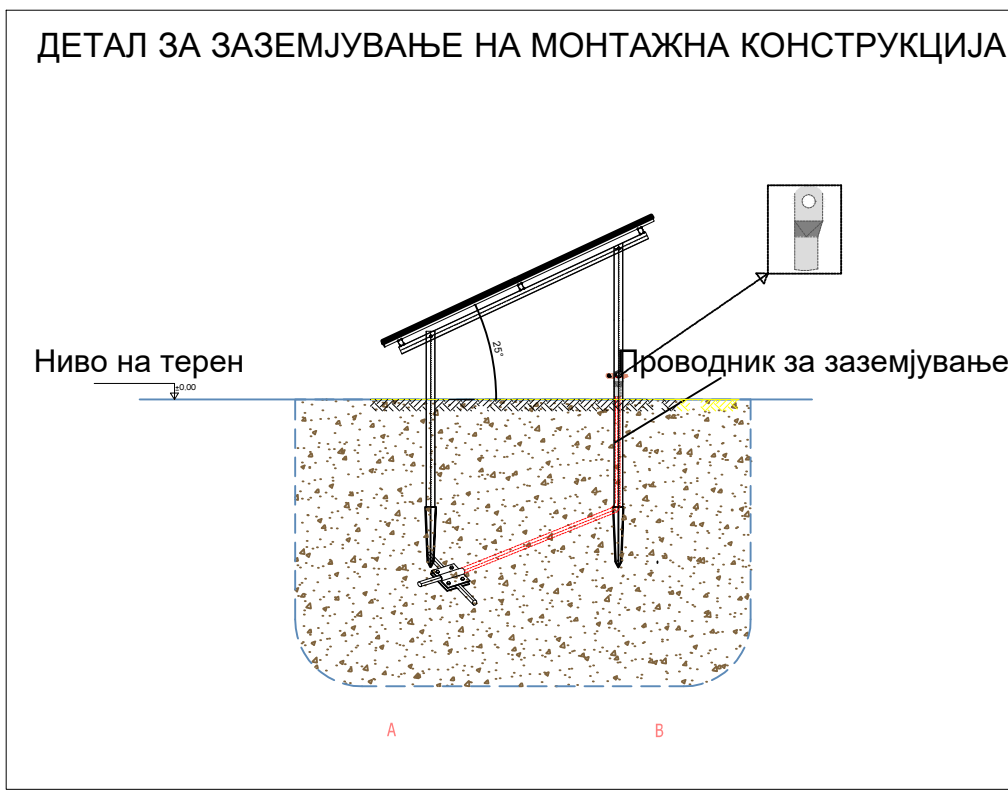 ДЕТАЛ ЗА ЗАЗЕМЈУВАЊЕ НА МОНТАЖНА КОНСТРУКЦИЈА
25°
Ниво на терен
Проводник за заземјување
±0.00
A
B